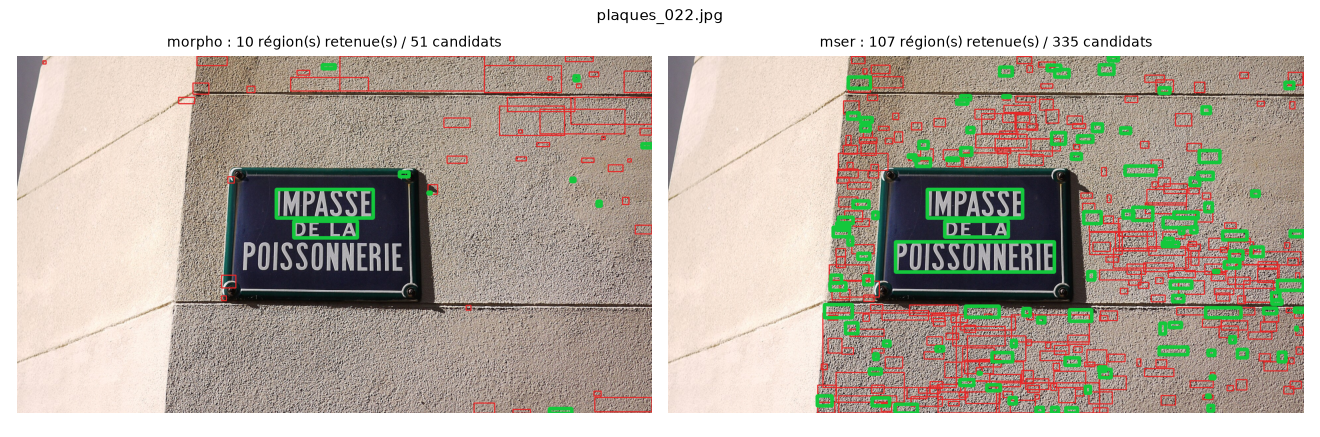 plaques_022.jpg
morpho : 10 région(s) retenue(s) / 51 candidats
mser : 107 région(s) retenue(s) / 335 candidats
IMPASSE
DE LA
POISSONNERIE
IMPASSE
DE LA
POISSONNERIE